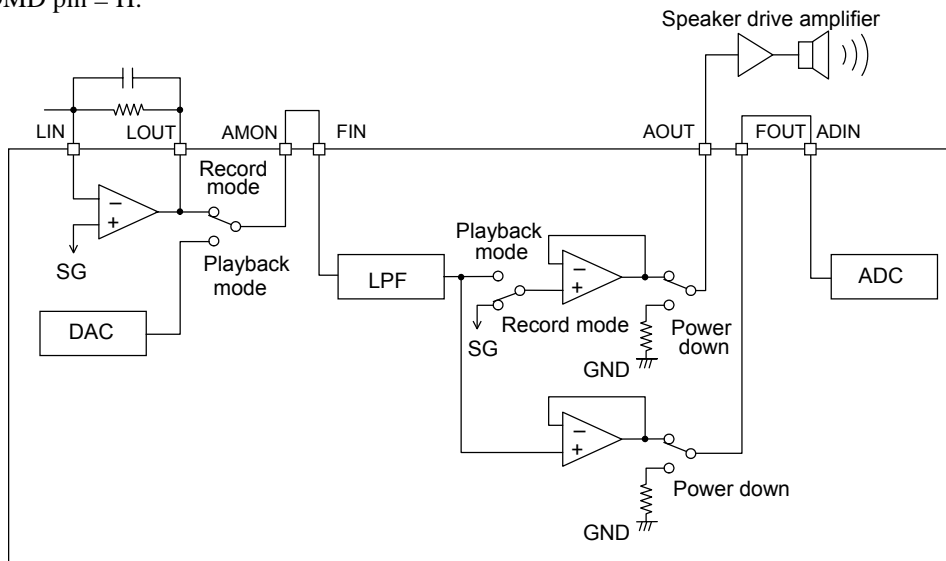 DMD pin = H.
Speaker drive amplifier
LIN
LOUT
AMON
FIN
AOUT
FOUT
ADIN
Record
mode
Playback
mode
SG
DAC
LPF
Playback
mode
SG
Record mode
Power
down
GND
ADC
Power down
GND